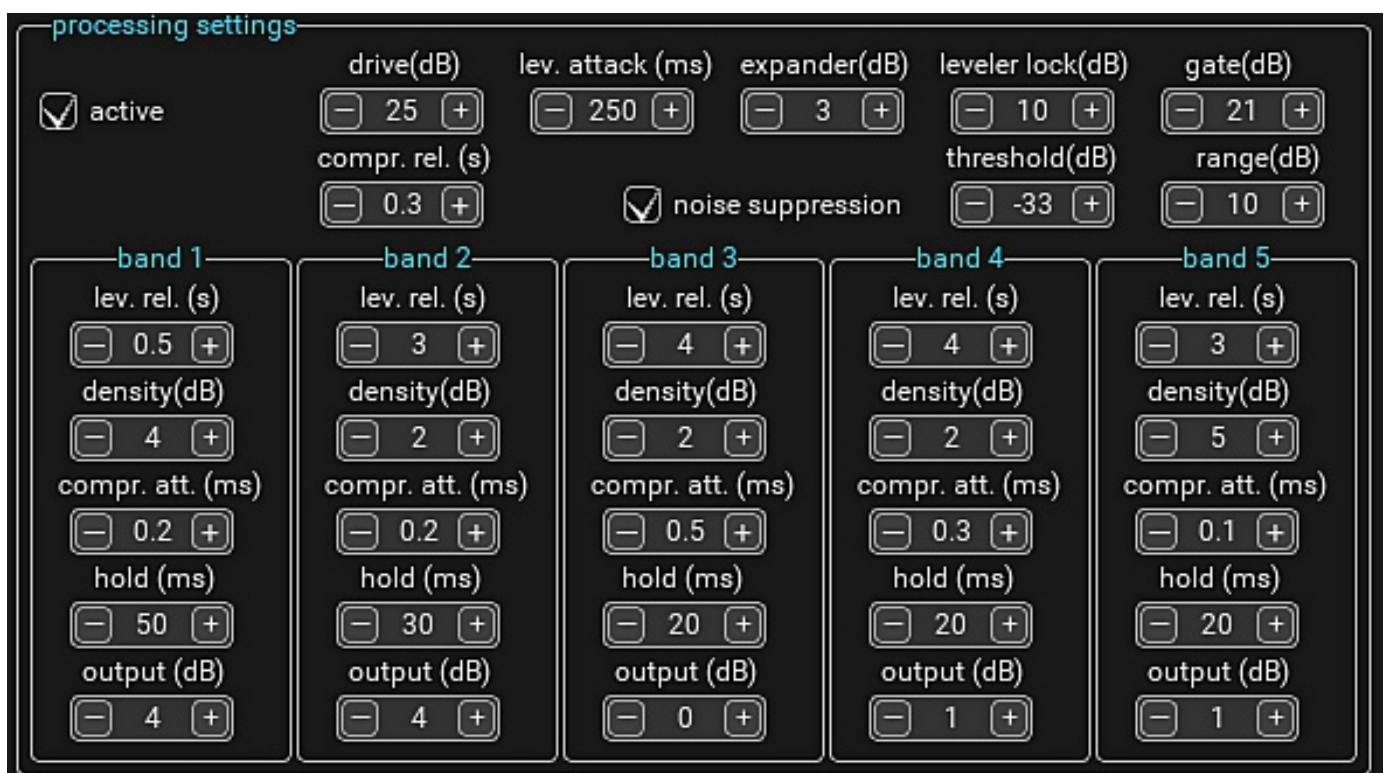 processing settings
drive(dB) lev. attack (ms) expander(dB) leveler lock(dB) gate(dB)
active — 25 + — 250 + — 3 + — 10 + — 21 +
compr. rel. (s) threshold(dB) range(dB)
— 0.3 + noise suppression — -33 + — 10 +
band 1 band 2 band 3 band 4 band 5
lev. rel. (s) lev. rel. (s) lev. rel. (s) lev. rel. (s) lev. rel. (s)
— 0.5 + — 3 + — 4 + — 4 + — 3 +
density(dB) density(dB) density(dB) density(dB) density(dB)
— 4 + — 2 + — 2 + — 2 + — 5 +
compr. att. (ms) compr. att. (ms) compr. att. (ms) compr. att. (ms) compr. att. (ms)
— 0.2 + — 0.2 + — 0.5 + — 0.3 + — 0.1 +
hold (ms) hold (ms) hold (ms) hold (ms) hold (ms)
— 50 + — 30 + — 20 + — 20 + — 20 +
output (dB) output (dB) output (dB) output (dB) output (dB)
— 4 + — 4 + — 0 + — 1 + — 1 +